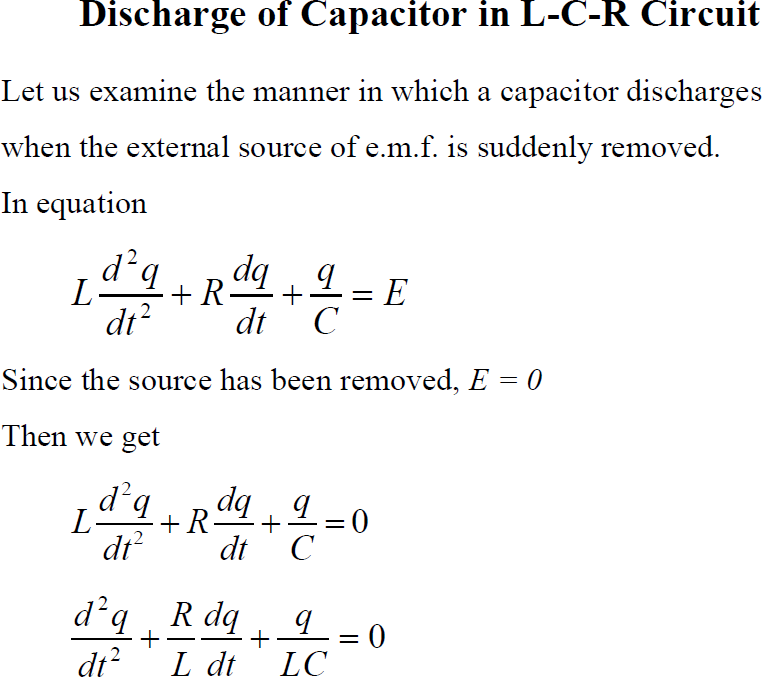 Discharge of Capacitor in L-C-R Circuit
Let us examine the manner in which a capacitor discharges
when the external source of e.m.f. is suddenly removed.
In equation
L d²q/dt² + R dq/dt + q/C = E
Since the source has been removed, E = 0
Then we get
L d²q/dt² + R dq/dt + q/C = 0
d²q/dt² + R/L dq/dt + q/LC = 0